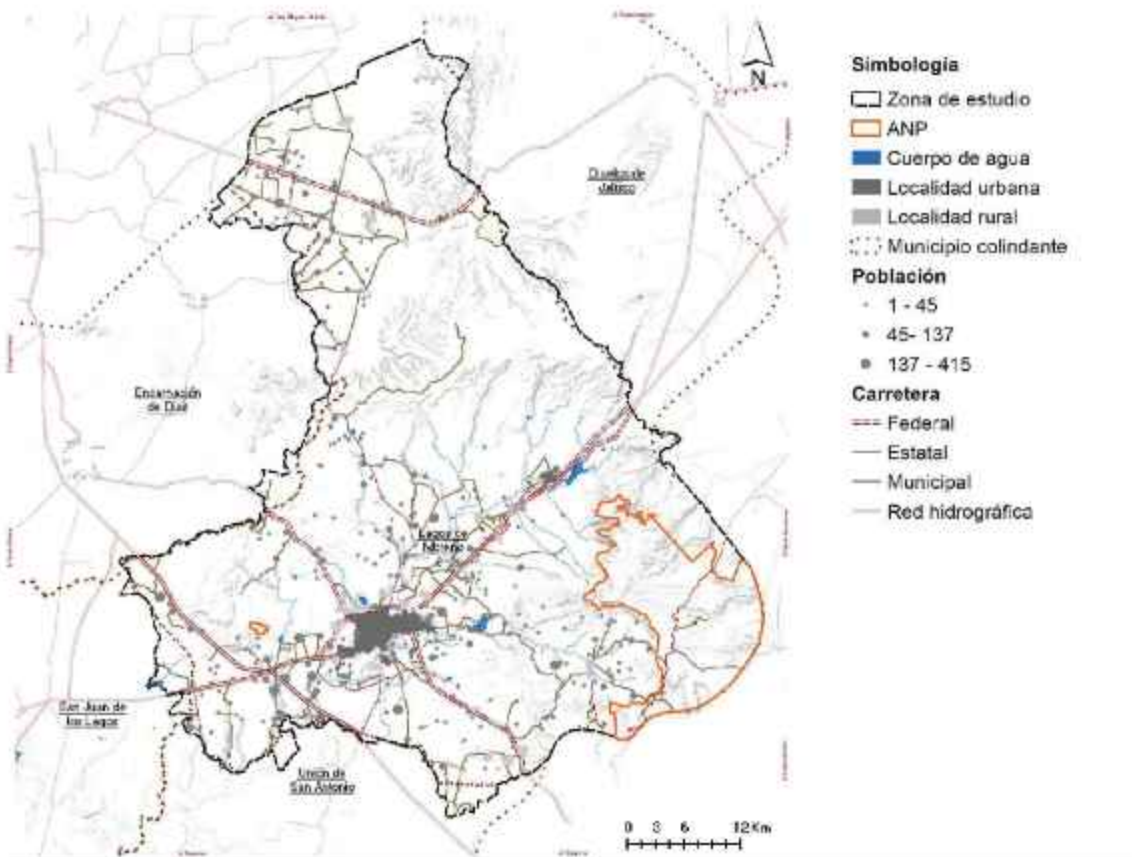 N
Ojuelos de
Jalisco
Encarnación
de Díaz
Lagos de
Moreno
San Juan de
los Lagos
Unión de
San Antonio
0 3 6 12Km
Simbología
Zona de estudio
ANP
Cuerpo de agua
Localidad urbana
Localidad rural
Municipio colindante
Población
1 - 45
45- 137
137 - 415
Carretera
Federal
Estatal
Municipal
Red hidrográfica